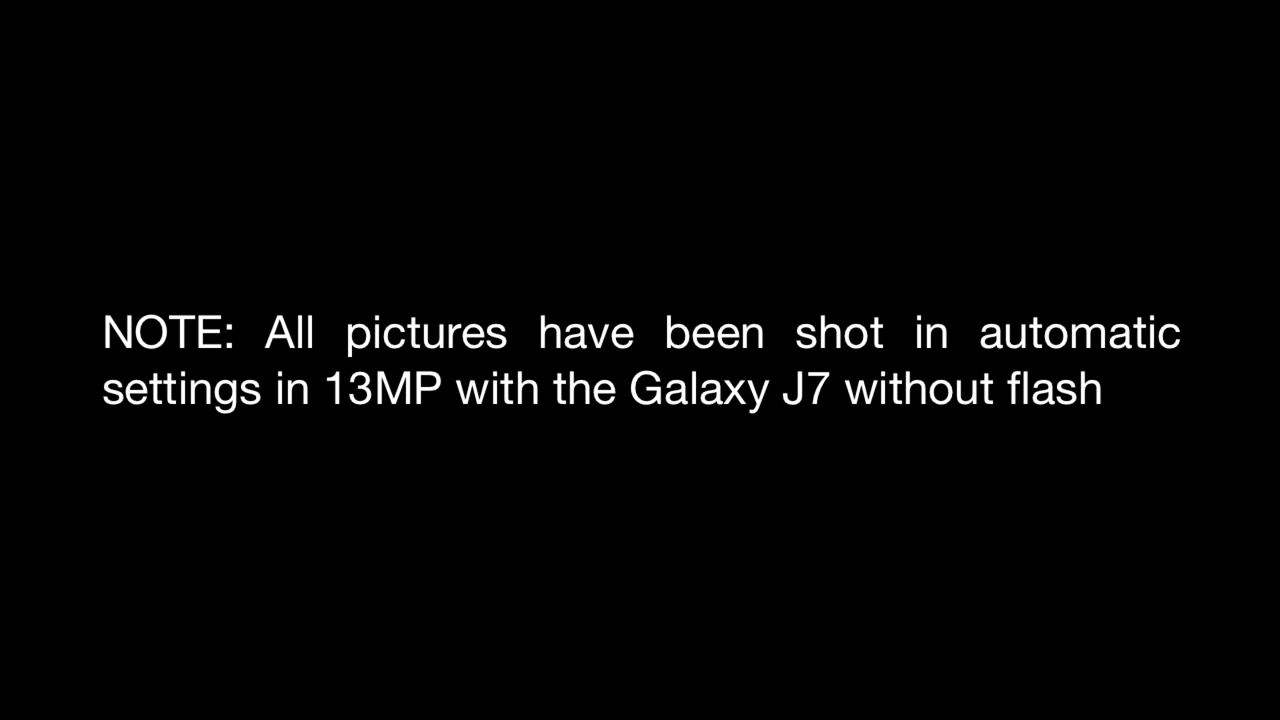 NOTE: All pictures have been shot in automatic
settings in 13MP with the Galaxy J7 without flash